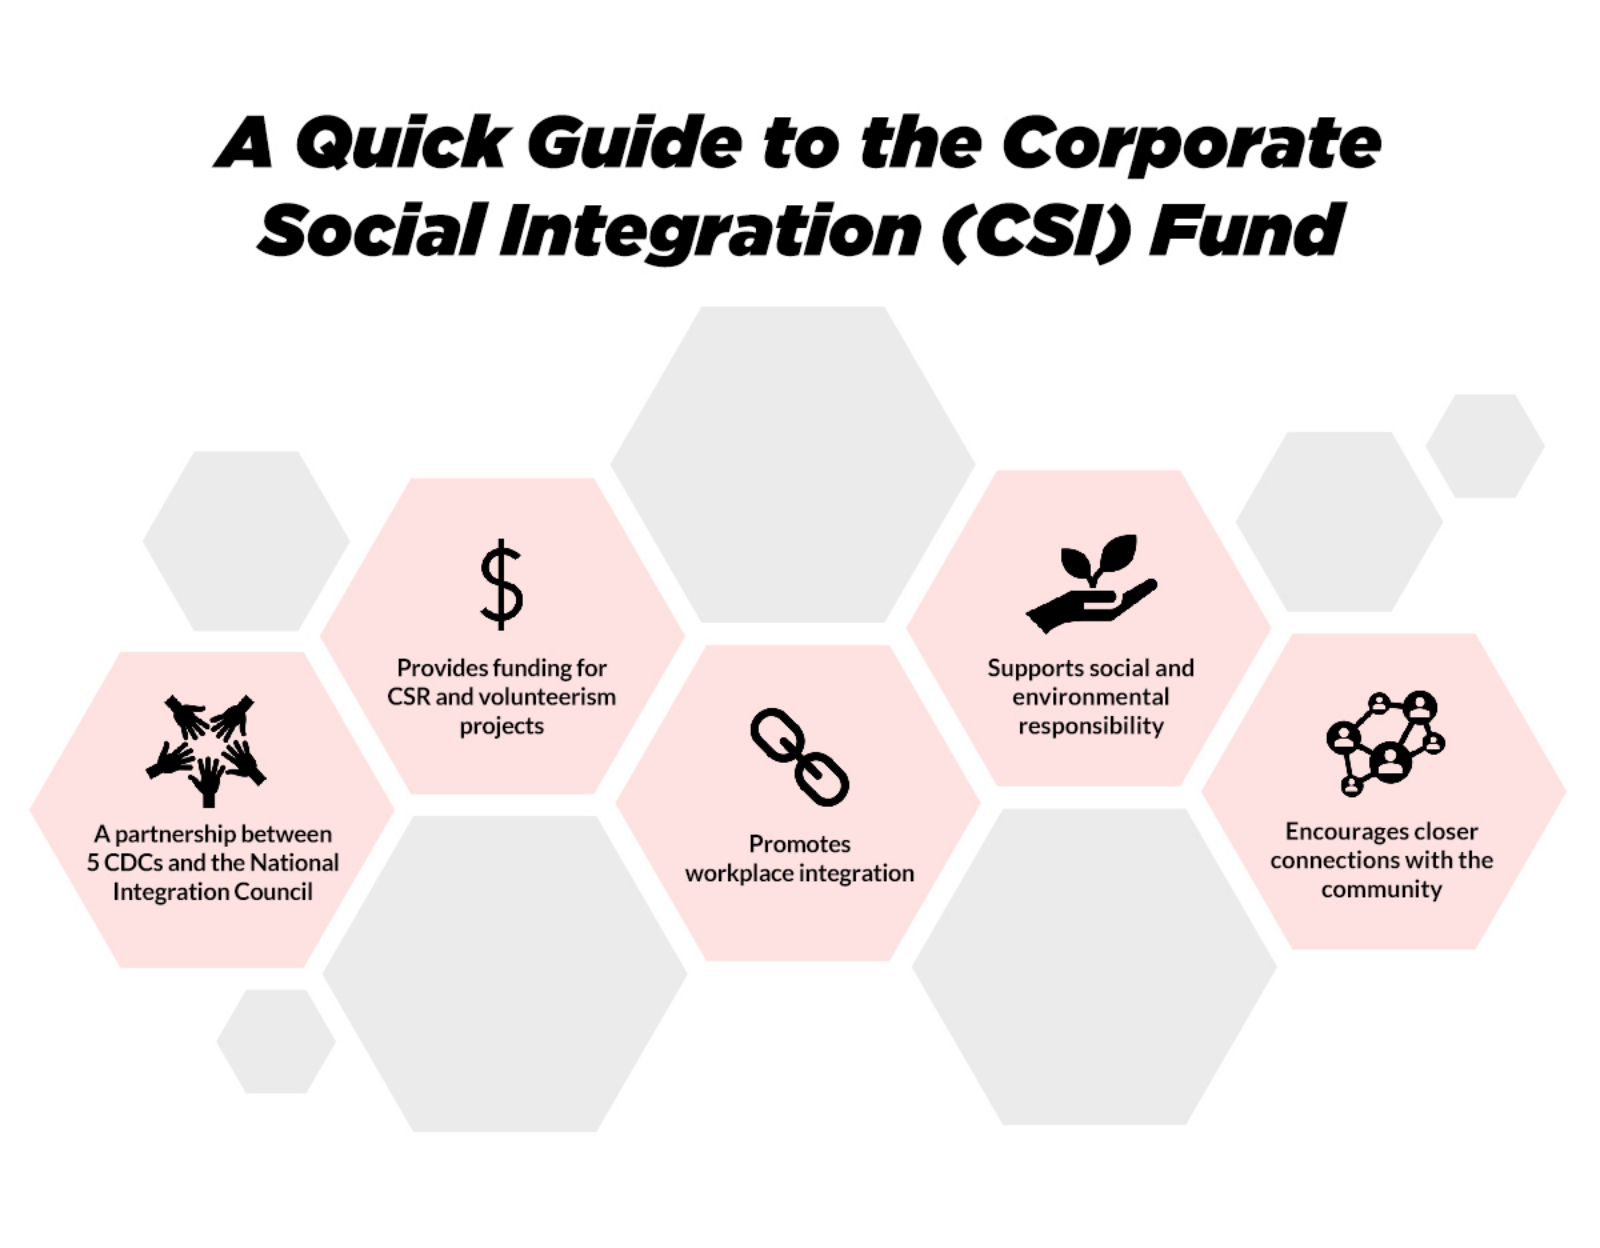 A Quick Guide to the Corporate
Social Integration (CSI) Fund
A partnership between
5 CDCs and the National
Integration Council
Provides funding for
CSR and volunteerism
projects
Promotes
workplace integration
Supports social and
environmental
responsibility
Encourages closer
connections with the
community